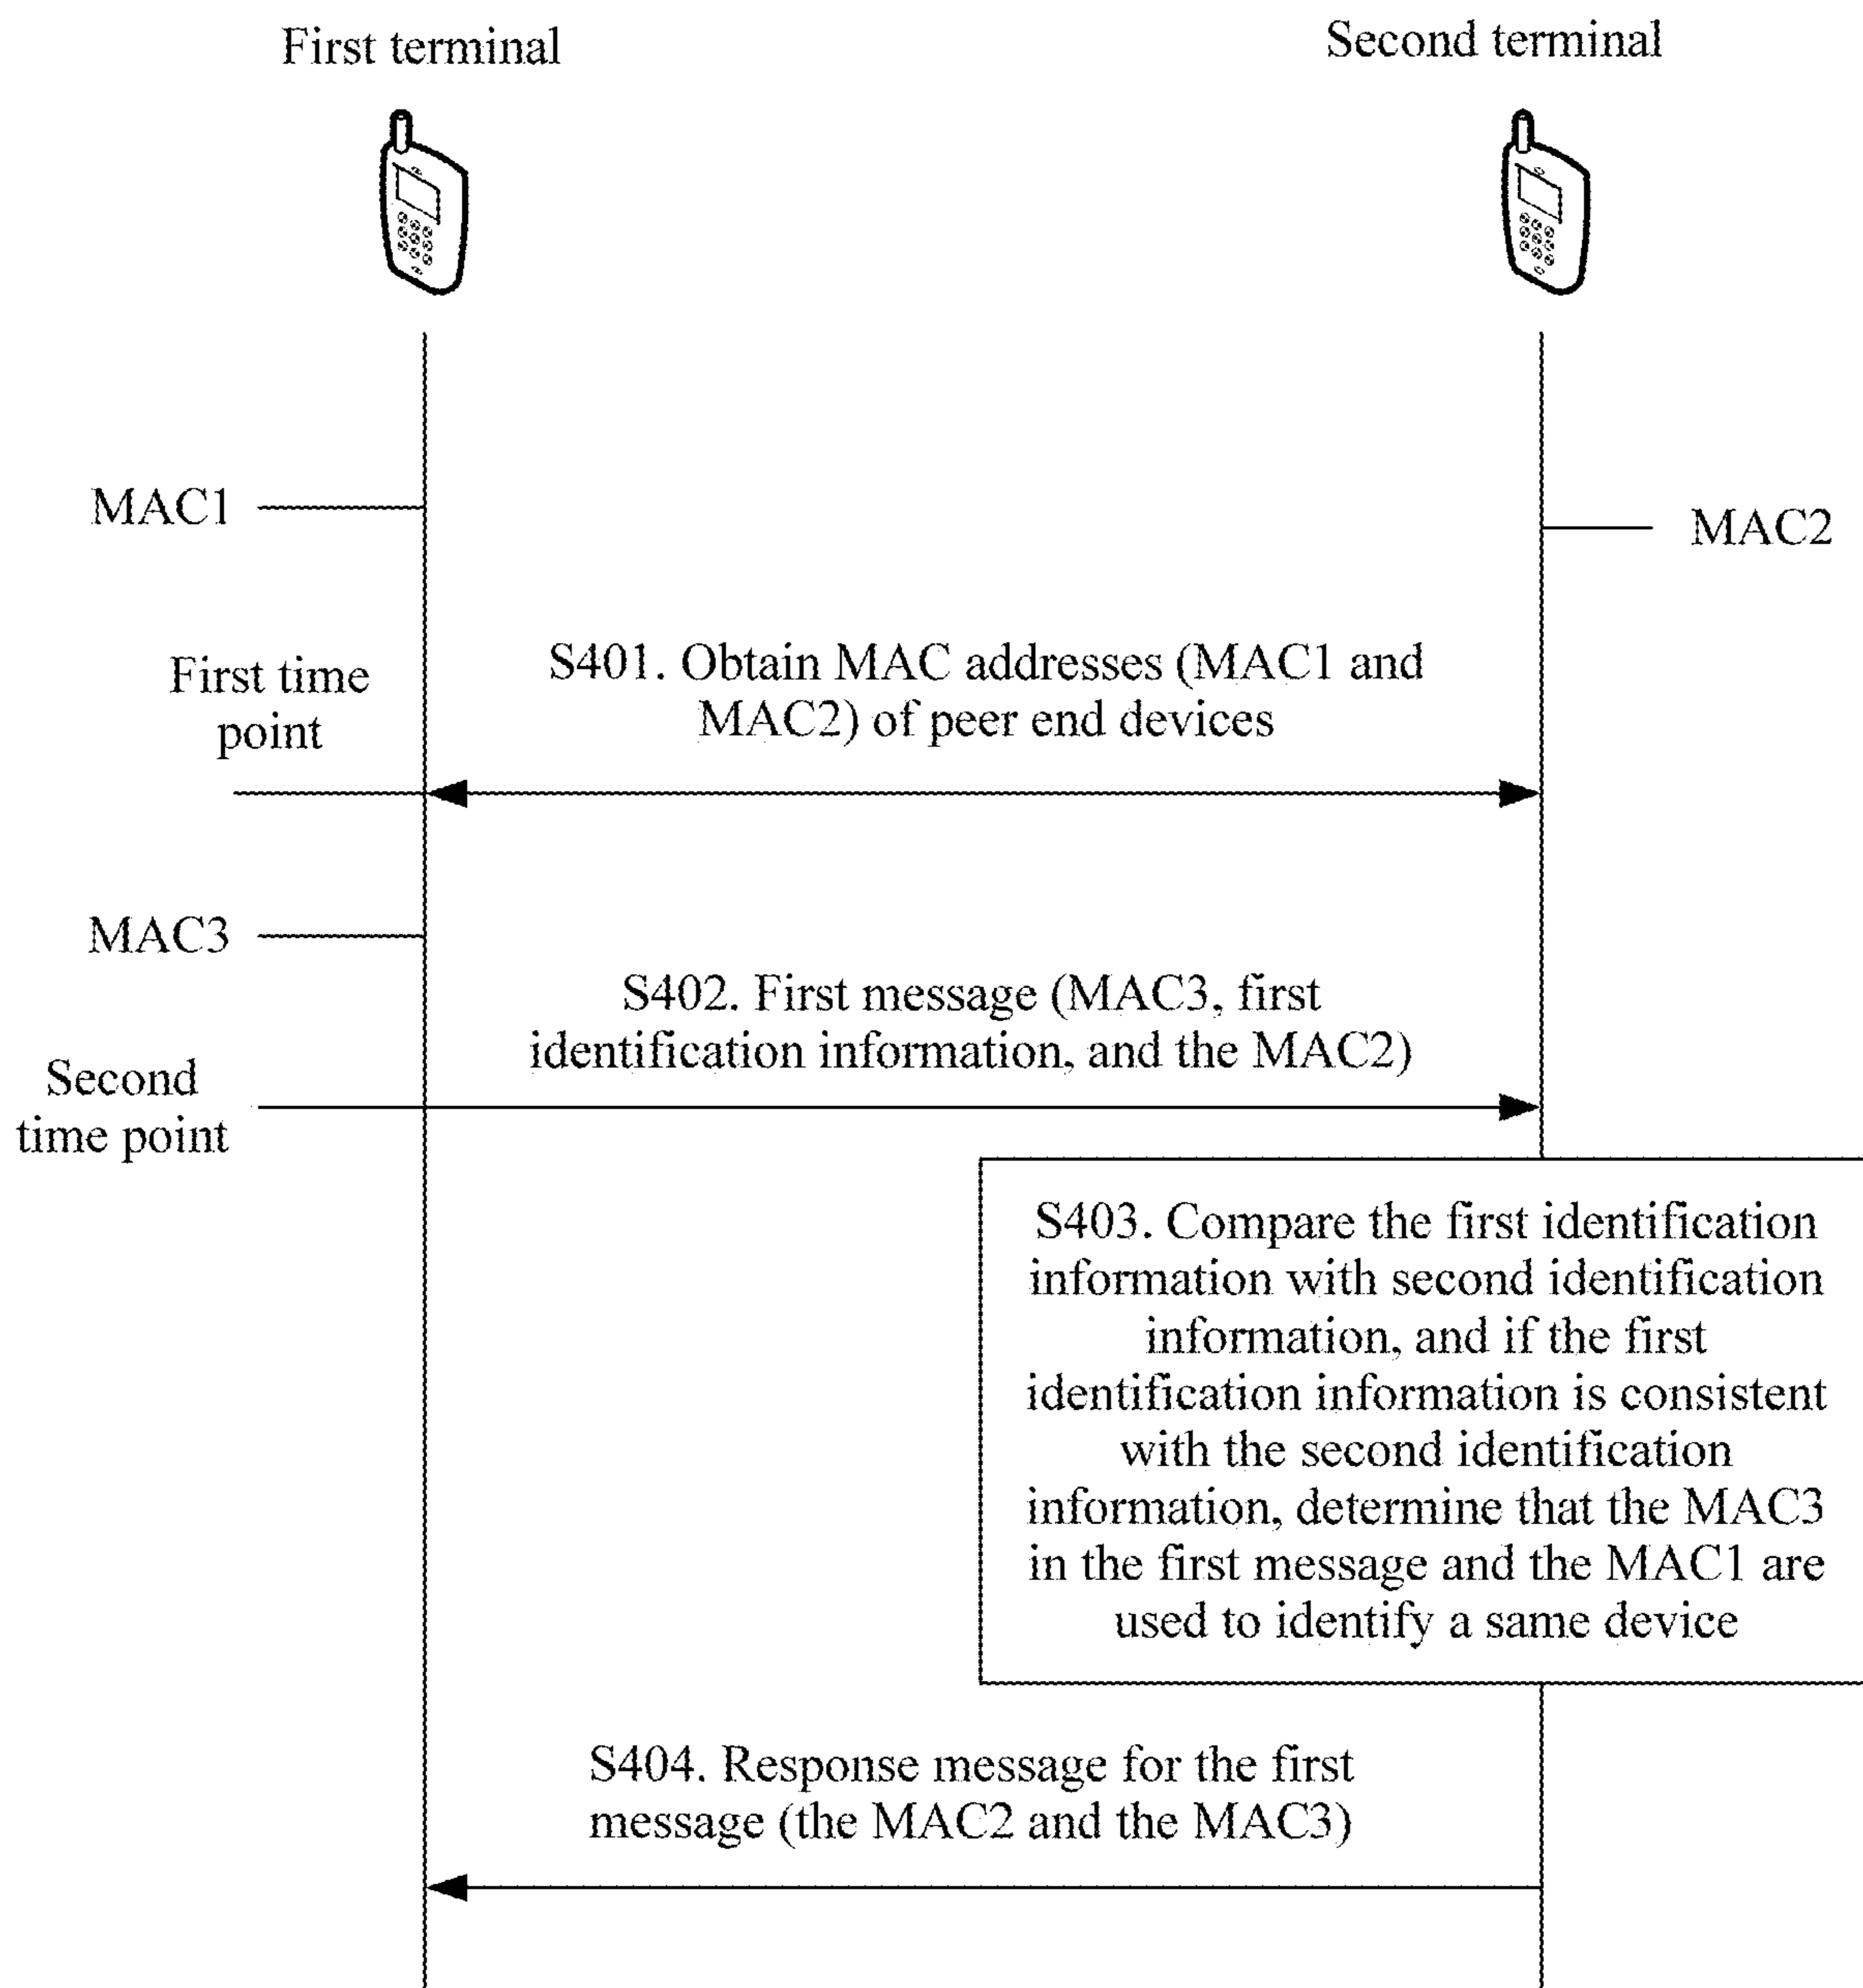 First terminal
Second terminal
MAC1
MAC2
First time
point
S401. Obtain MAC addresses (MAC1 and
MAC2) of peer end devices
MAC3
S402. First message (MAC3, first
identification information, and the MAC2)
Second
time point
S403. Compare the first identification
information with second identification
information, and if the first
identification information is consistent
with the second identification
information, determine that the MAC3
in the first message and the MAC1 are
used to identify a same device
S404. Response message for the first
message (the MAC2 and the MAC3)